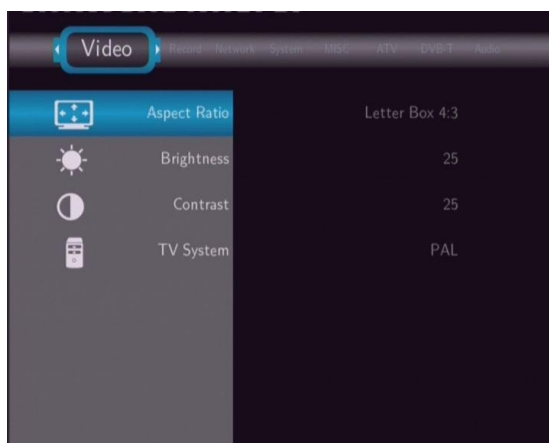 Video Record Network System MISC ATV DVB-T Audio
Aspect Ratio Letter Box 4:3
Brightness 25
Contrast 25
TV System PAL